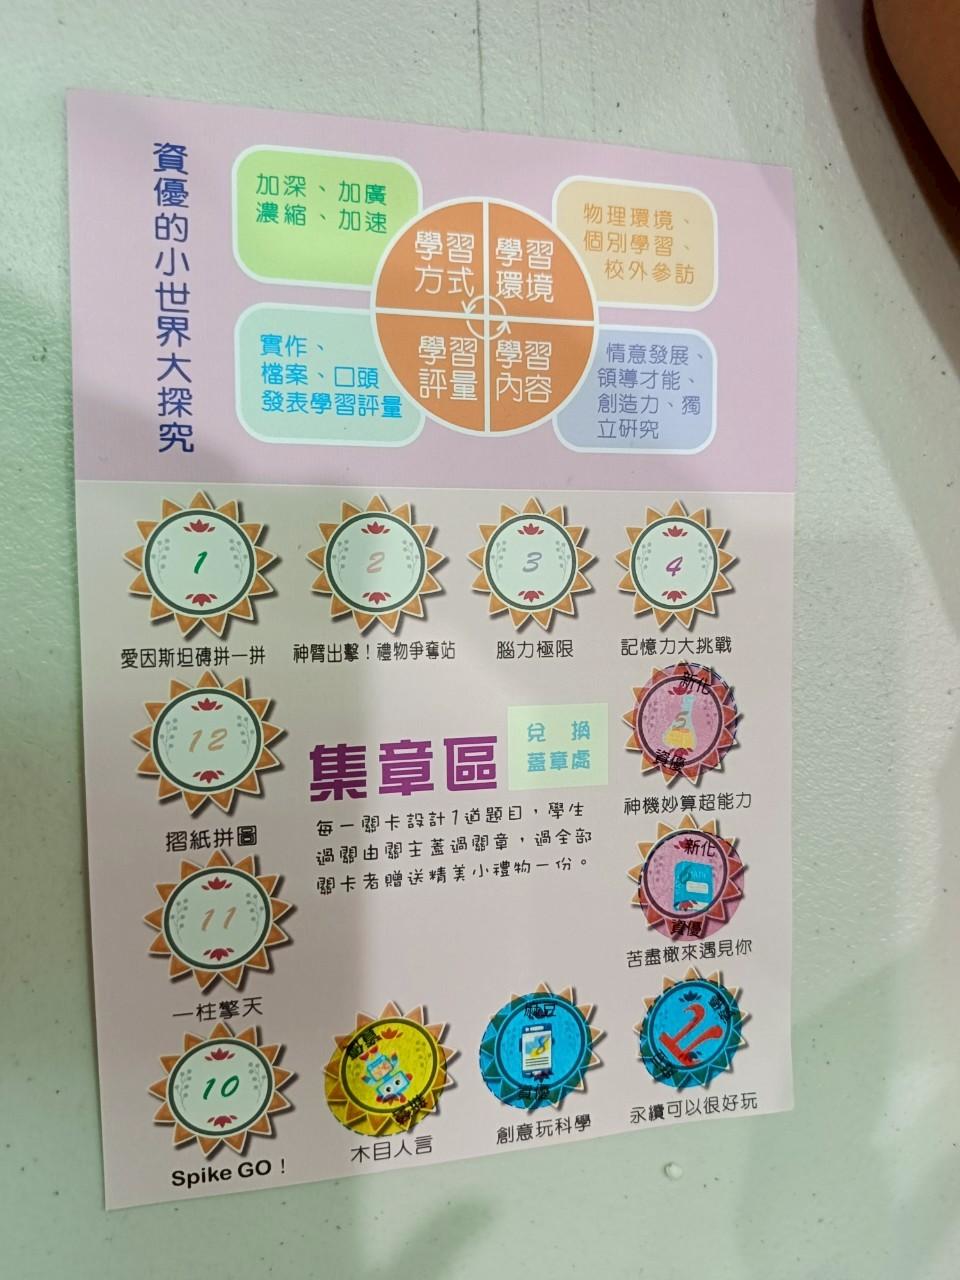 資優的小世界大探究
加深、加廣
濃縮、加速
學習
方式
學習
環境
物理環境、
個別學習、
校外參訪
實作、
檔案、口頭
發表學習評量
學習
評量
學習
內容
情意發展、
領導才能、
創造力、獨
立研究
1
2
3
4
愛因斯坦磚拼一拼
神臂出擊！禮物爭奪站
腦力極限
記憶力大挑戰
12
摺紙拼圖
集章區
兌換
蓋章處
新化
5
資優
神機妙算超能力
每一關卡設計1道題目，學生
過關由關主蓋過關章，過全部
關卡者贈送精美小禮物一份。
新化
資優
苦盡橄來遇見你
11
一柱擎天
10
Spike GO！
木目人言
麻豆
資優
創意玩科學
永續可以很好玩